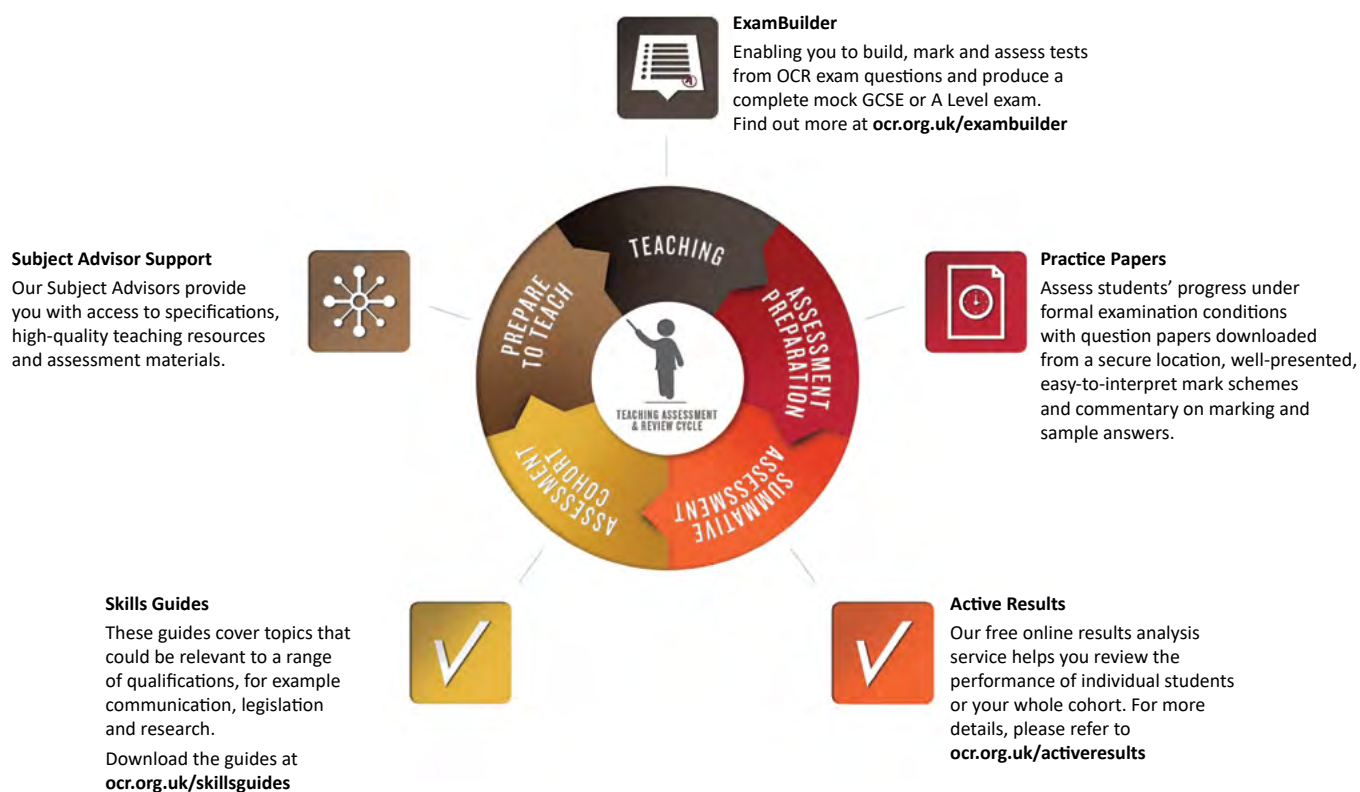 ExamBuilder
Enabling you to build, mark and assess tests
from OCR exam questions and produce a
complete mock GCSE or A Level exam.
Find out more at ocr.org.uk/exambuilder
Subject Advisor Support
Our Subject Advisors provide
you with access to specifications,
high-quality teaching resources
and assessment materials.
TEACHING
PREPARE
TO TEACH
ASSESSMENT
PREPARATION
TEACHING ASSESSMENT
& REVIEW CYCLE
ASSESSMENT
COHORT
SUMMATIVE
ASSESSMENT
Practice Papers
Assess students’ progress under
formal examination conditions
with question papers downloaded
from a secure location, well-presented,
easy-to-interpret mark schemes
and commentary on marking and
sample answers.
Skills Guides
These guides cover topics that
could be relevant to a range
of qualifications, for example
communication, legislation
and research.
Download the guides at
ocr.org.uk/skillsguides
Active Results
Our free online results analysis
service helps you review the
performance of individual students
or your whole cohort. For more
details, please refer to
ocr.org.uk/activeresults